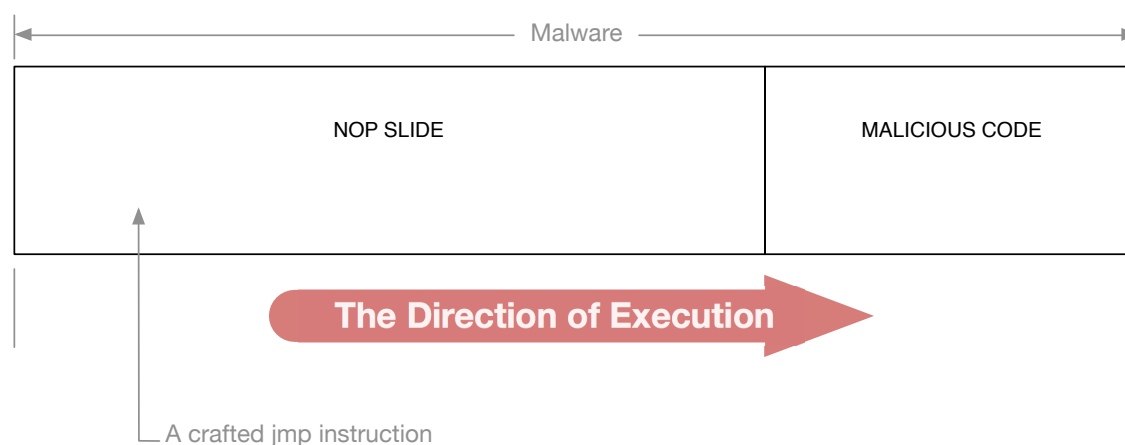 Malware
NOP SLIDE
MALICIOUS CODE
The Direction of Execution
A crafted jmp instruction